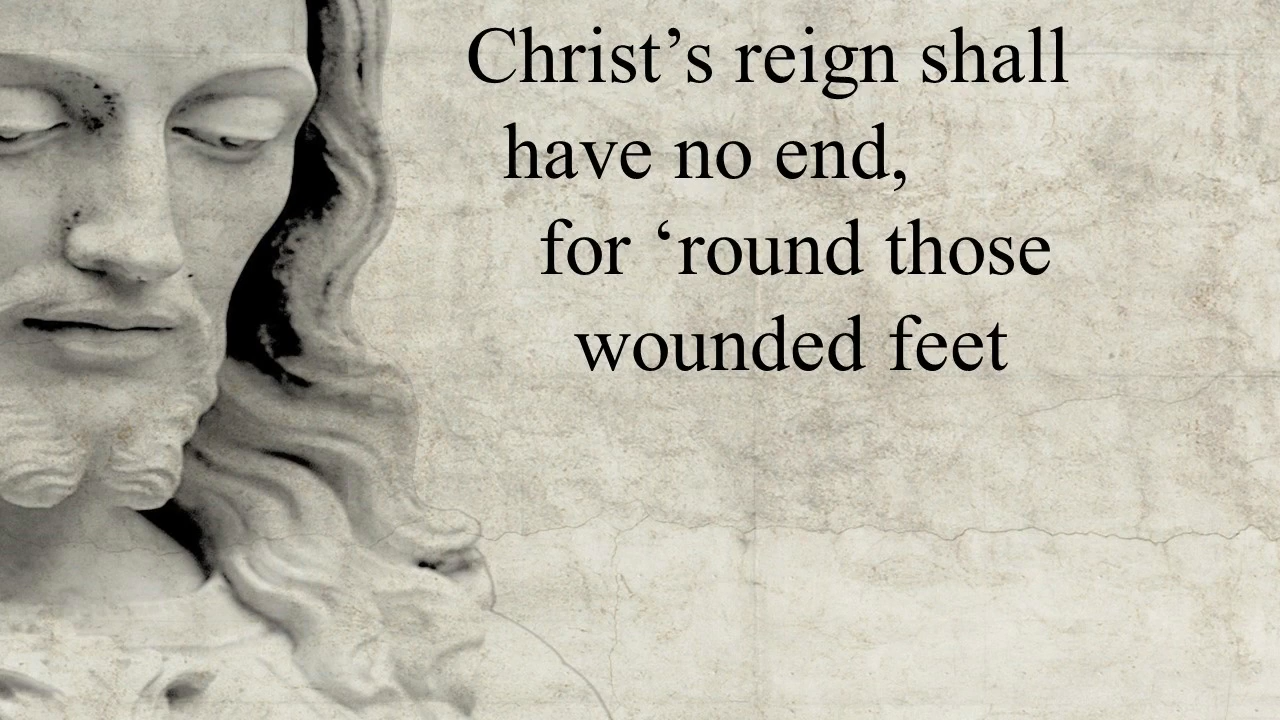 Christ’s reign shall
have no end,
for ‘round those
wounded feet